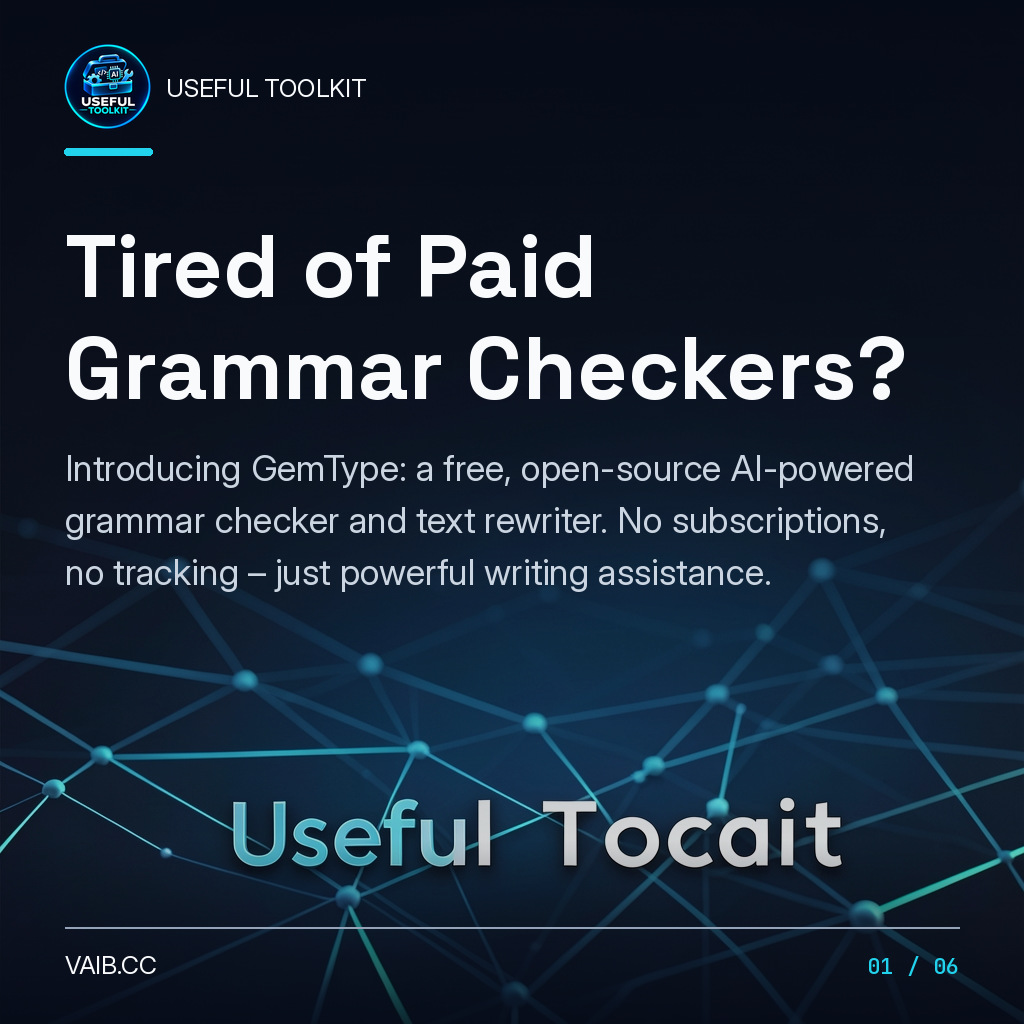 USEFUL
TOOLKIT
AI
USEFUL TOOLKIT
Tired of Paid
Grammar Checkers?
Introducing GemType: a free, open-source AI-powered
grammar checker and text rewriter. No subscriptions,
no tracking – just powerful writing assistance.
Useful Tocait
VAIB.CC
01 / 06